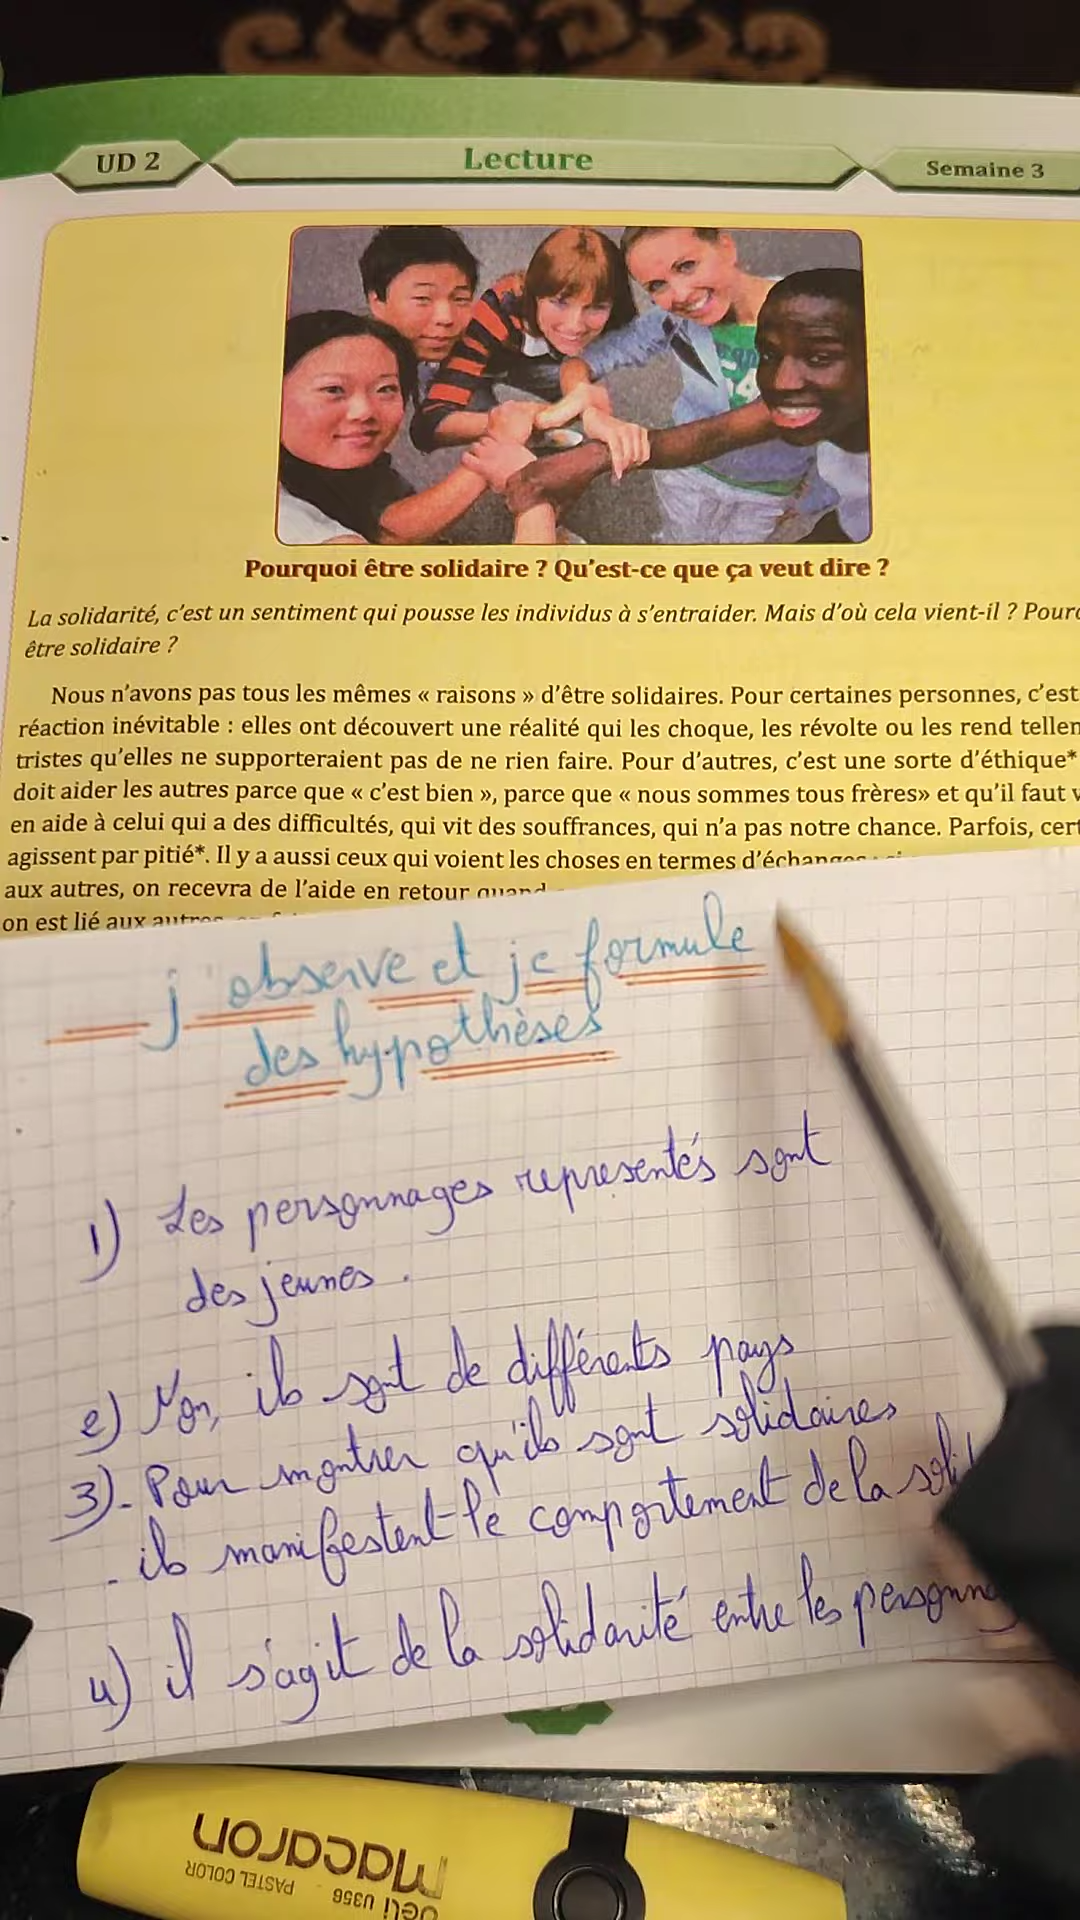 UD 2
Lecture
Semaine 3
Pourquoi être solidaire ? Qu'est-ce que ça veut dire ?
La solidarité, c'est un sentiment qui pousse les individus à s'entraider. Mais d'où cela vient-il ?
être solidaire ?
Nous n'avons pas tous les mêmes « raisons » d'être solidaires. Pour certaines personnes, c'est
réaction inévitable : elles ont découvert une réalité qui les choque, les révolte ou les rend
tristes qu'elles ne supporteraient pas de ne rien faire. Pour d'autres, c'est une sorte d'éthique*
doit aider les autres parce que « c'est bien », parce que « nous sommes tous frères» et qu'il faut
en aide à celui qui a des difficultés, qui vit des souffrances, qui n'a pas notre chance. Parfois,
agissent par pitié*. Il y a aussi ceux qui voient les choses en termes
aux autres, on recevra de l'aide en retour quand
on est lié aux autres
j'observe et je formule
des hypothèses
1) Les personnages representés sont
des jeunes.
2) Non, ils sont de différents pays
3)- Pour montrer qu'ils sont solidaires
- ils manifestent le comportement de la
4) il s'agit de la solidarité entre les
macaron
PASTEL COLOR
deli U356